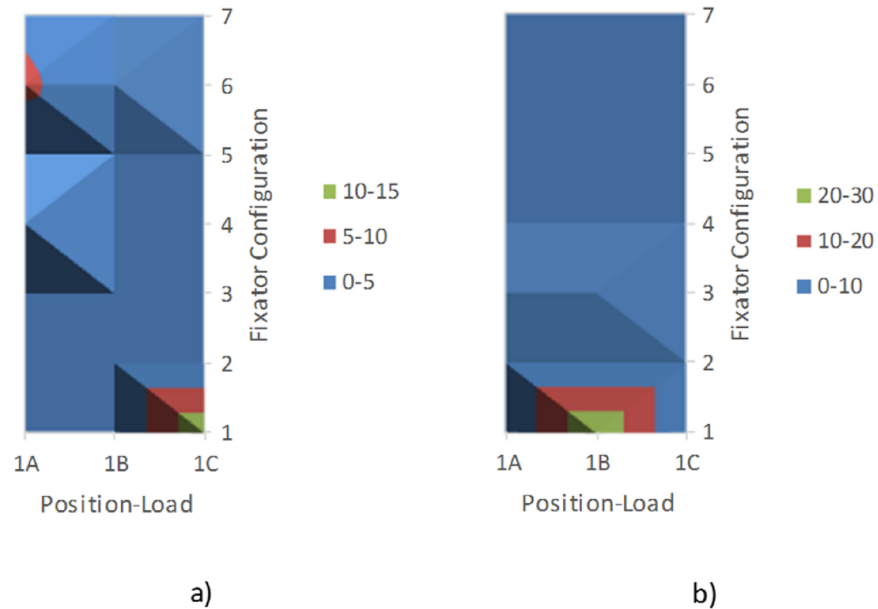 7
6
5
4
3
2
1
Fixator Configuration
1A 1B 1C
Position-Load
10-15
5-10
0-5
a)
7
6
5
4
3
2
1
Fixator Configuration
1A 1B 1C
Position-Load
20-30
10-20
0-10
b)